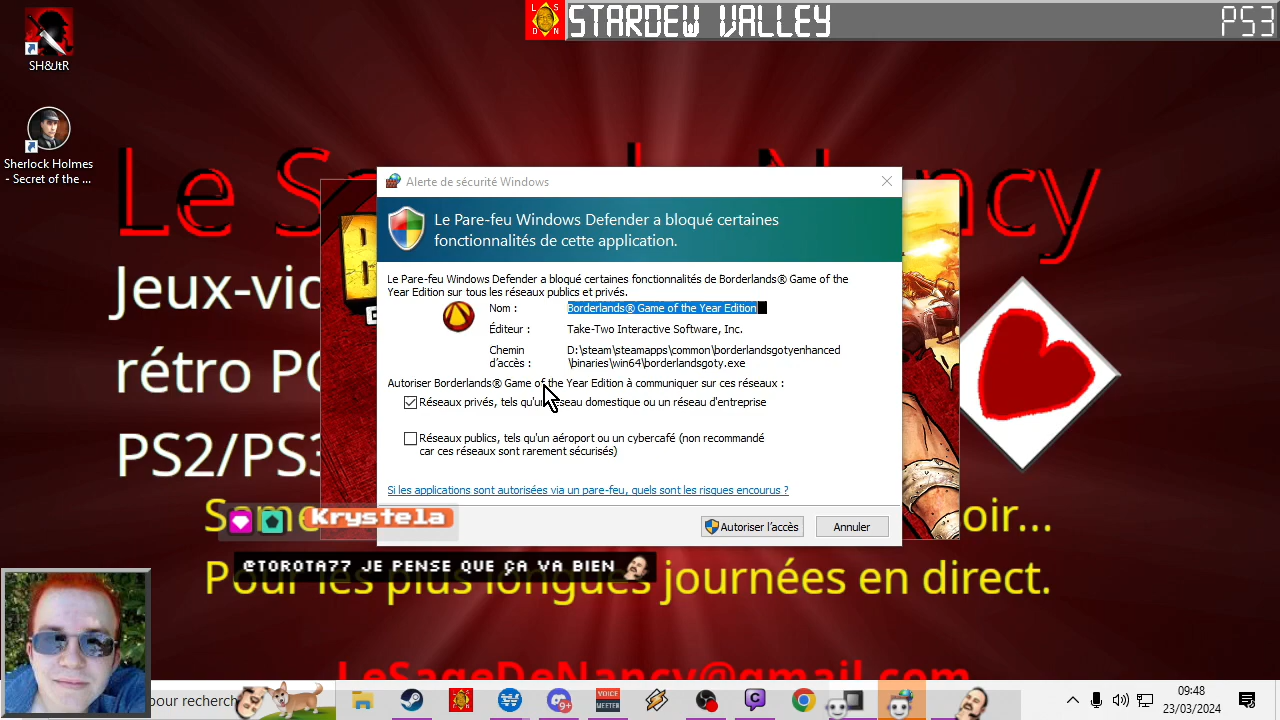 STARDEW VALLEY
PS3
SH&JtR
Sherlock Holmes
- Secret of the ...
Le
Jeux-vid
rétro PC
PS2/PS3
oir...
Pour les plus longues journées en direct.
LeSageDeNancy@gmail.com
Alerte de sécurité Windows
Le Pare-feu Windows Defender a bloqué certaines
fonctionnalités de cette application.
Le Pare-feu Windows Defender a bloqué certaines fonctionnalités de Borderlands® Game of the
Year Edition sur tous les réseaux publics et privés.
Nom : Borderlands® Game of the Year Edition
Éditeur : Take-Two Interactive Software, Inc.
Chemin D:\steam\steamapps\common\borderlandsgotyenhanced
d'accès : \binaries\win64\borderlandsgoty.exe
Autoriser Borderlands® Game of the Year Edition à communiquer sur ces réseaux :
Réseaux privés, tels qu'un réseau domestique ou un réseau d'entreprise
Réseaux publics, tels qu'un aéroport ou un cybercafé (non recommandé
car ces réseaux sont rarement sécurisés)
Si les applications sont autorisées via un pare-feu, quels sont les risques encourus ?
Autoriser l'accès
Annuler
Krystela
@TOROTA77 JE PENSE QUE ÇA VA BIEN
pour recherch
VOICE
MEETER
9+
09:48
23/03/2024